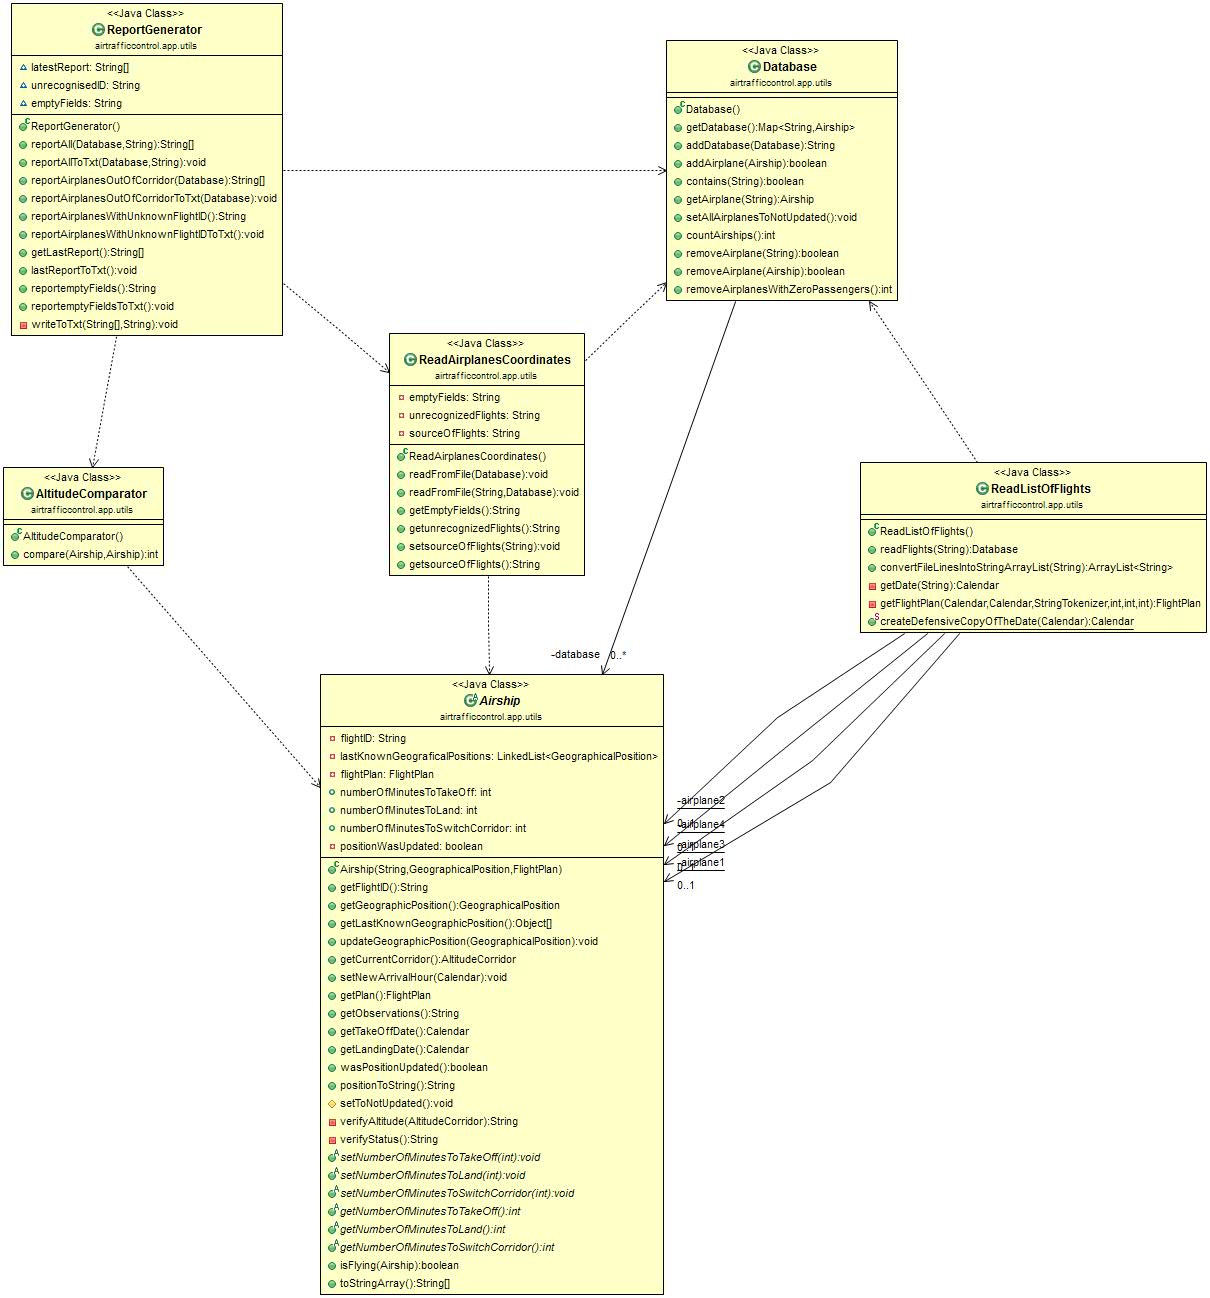 <<Java Class>>
ReportGenerator
airtrafficcontrol.app.utils
latestReport: String[]
unrecognisedID: String
emptyFields: String
ReportGenerator()
reportAll(Database,String):String[]
reportAllToTxt(Database,String):void
reportAirplanesOutOfCorridor(Database):String[]
reportAirplanesOutOfCorridorToTxt(Database):void
reportAirplanesWithUnknownFlightID():String
reportAirplanesWithUnknownFlightIDToTxt():void
getLastReport():String[]
lastReportToTxt():void
reportemptyFields():String
reportemptyFieldsToTxt():void
writeToTxt(String[],String):void
<<Java Class>>
Database
airtrafficcontrol.app.utils
Database()
getDatabase():Map<String,Airship>
addDatabase(Database):String
addAirplane(Airship):boolean
contains(String):boolean
getAirplane(String):Airship
setAllAirplanesToNotUpdated():void
countAirships():int
removeAirplane(String):boolean
removeAirplane(Airship):boolean
removeAirplanesWithZeroPassengers():int
<<Java Class>>
ReadAirplanesCoordinates
airtrafficcontrol.app.utils
emptyFields: String
unrecognizedFlights: String
sourceOfFlights: String
ReadAirplanesCoordinates()
readFromFile(Database):void
readFromFile(String,Database):void
getEmptyFields():String
getunrecognizedFlights():String
setsourceOfFlights(String):void
getsourceOfFlights():String
<<Java Class>>
AltitudeComparator
airtrafficcontrol.app.utils
AltitudeComparator()
compare(Airship,Airship):int
<<Java Class>>
ReadListOfFlights
airtrafficcontrol.app.utils
ReadListOfFlights()
readFlights(String):Database
convertFileLinesIntoStringArrayList(String):ArrayList<String>
getDate(String):Calendar
getFlightPlan(Calendar,Calendar,StringTokenizer,int,int,int):FlightPlan
createDefensiveCopyOfTheDate(Calendar):Calendar
-database 0..*
<<Java Class>>
Airship
airtrafficcontrol.app.utils
flightID: String
lastKnownGeograficalPositions: LinkedList<GeographicalPosition>
flightPlan: FlightPlan
numberOfMinutesToTakeOff: int
numberOfMinutesToLand: int
numberOfMinutesToSwitchCorridor: int
positionWasUpdated: boolean
Airship(String,GeographicalPosition,FlightPlan)
getFlightID():String
getGeographicPosition():GeographicalPosition
getLastKnownGeographicPosition():Object[]
updateGeographicPosition(GeographicalPosition):void
getCurrentCorridor():AltitudeCorridor
setNewArrivalHour(Calendar):void
getPlan():FlightPlan
getObservations():String
getTakeOffDate():Calendar
getLandingDate():Calendar
wasPositionUpdated():boolean
positionToString():String
setToNotUpdated():void
verifyAltitude(AltitudeCorridor):String
verifyStatus():String
setNumberOfMinutesToTakeOff(int):void
setNumberOfMinutesToLand(int):void
setNumberOfMinutesToSwitchCorridor(int):void
getNumberOfMinutesToTakeOff():int
getNumberOfMinutesToLand():int
getNumberOfMinutesToSwitchCorridor():int
isFlying(Airship):boolean
toStringArray():String[]
-airplane2
-airplane4
-airplane3
-airplane1
0..1